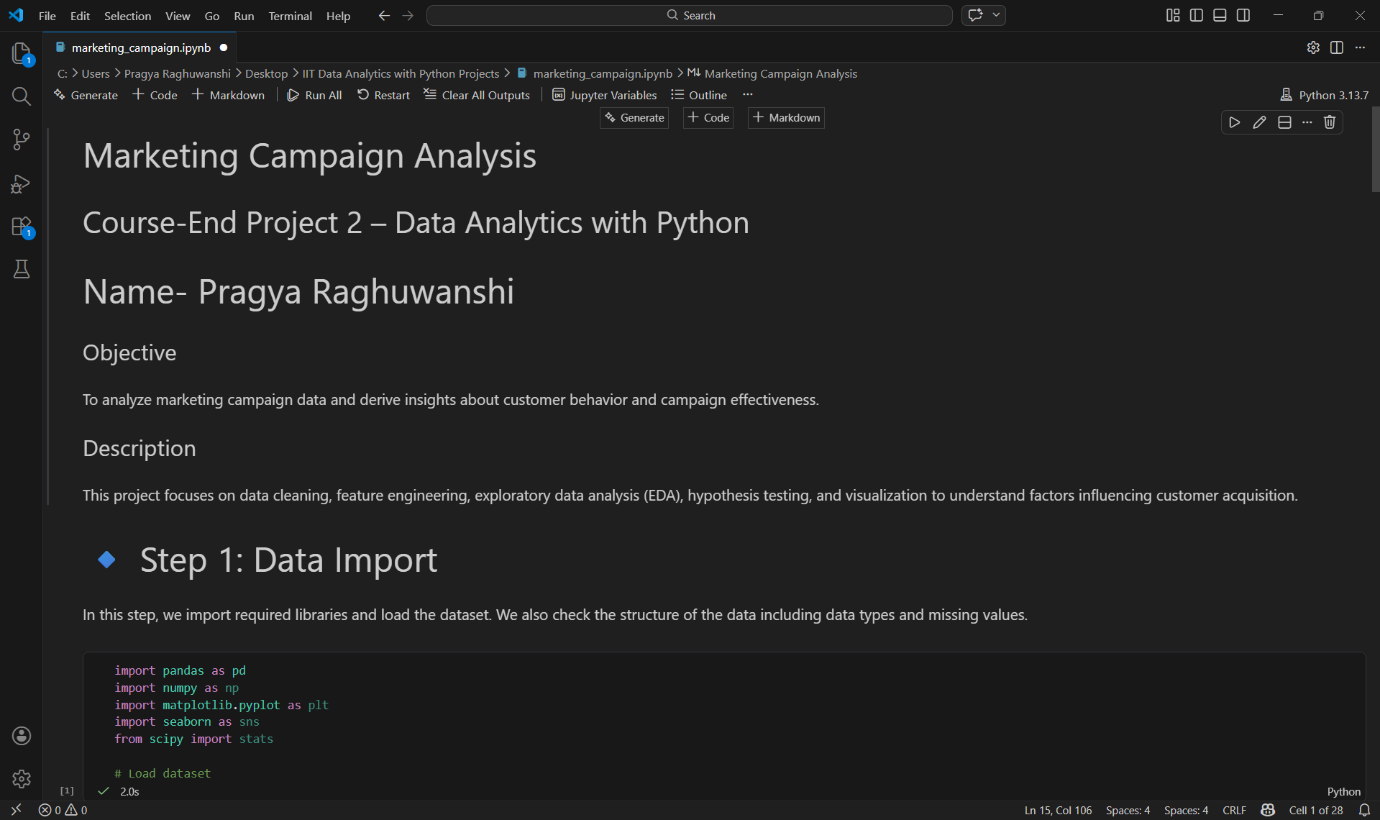 File Edit Selection View Go Run Terminal Help Search
marketing_campaign.ipynb
C: > Users > Pragya Raghuwanshi > Desktop > IIT Data Analytics with Python Projects > marketing_campaign.ipynb > M↓ Marketing Campaign Analysis
Generate + Code + Markdown Run All Restart Clear All Outputs Jupyter Variables Outline ... Python 3.13.7
Generate + Code + Markdown
Marketing Campaign Analysis
Course-End Project 2 – Data Analytics with Python
Name- Pragya Raghuwanshi
Objective
To analyze marketing campaign data and derive insights about customer behavior and campaign effectiveness.
Description
This project focuses on data cleaning, feature engineering, exploratory data analysis (EDA), hypothesis testing, and visualization to understand factors influencing customer acquisition.
Step 1: Data Import
In this step, we import required libraries and load the dataset. We also check the structure of the data including data types and missing values.
import pandas as pd
import numpy as np
import matplotlib.pyplot as plt
import seaborn as sns
from scipy import stats
# Load dataset
[1] 2.0s Python
0 0 Ln 15, Col 106 Spaces: 4 Spaces: 4 CRLF Cell 1 of 28
1
1